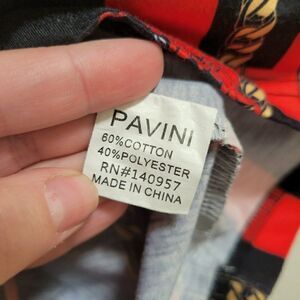 PAVINI
60%COTTON
40%POLYESTER
RN#140957
MADE IN CHINA